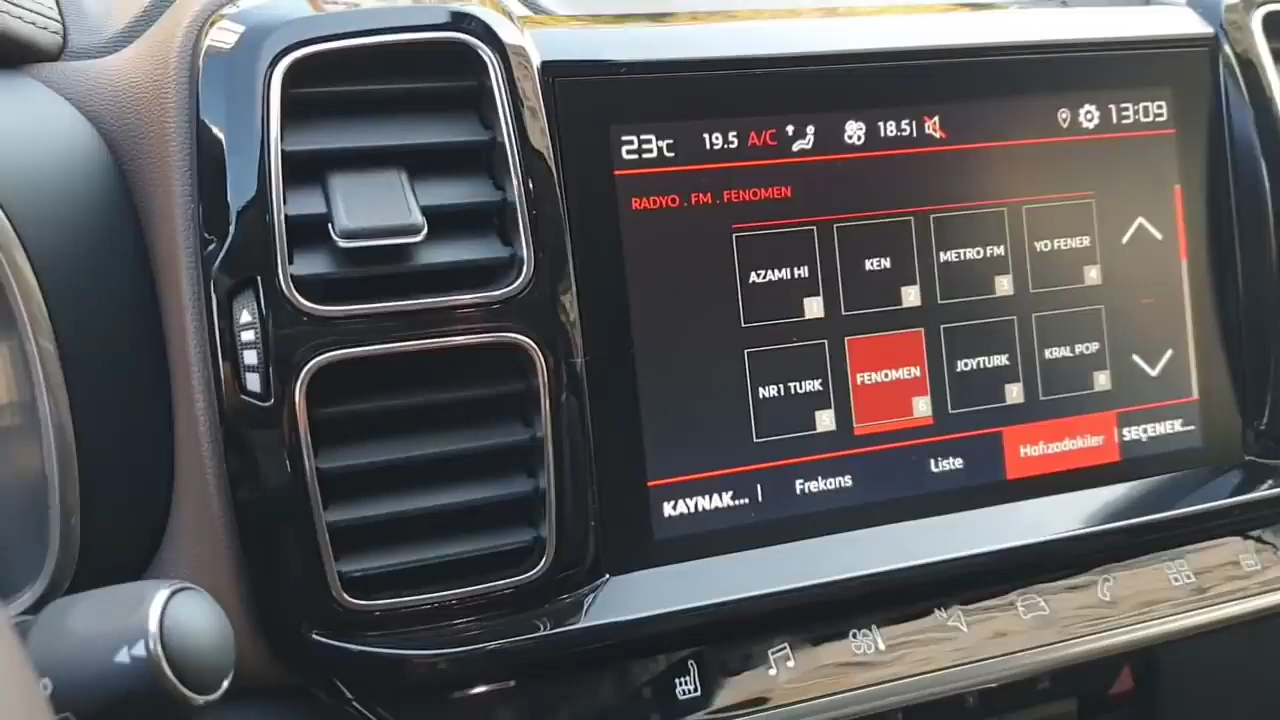 23°C 19.5 A/C 18.5 13:09
RADYO . FM . FENOMEN
AZAMI HI 1
KEN 2
METRO FM 3
YO FENER 4
NR1 TURK 5
FENOMEN 6
JOYTURK 7
KRAL POP 8
KAYNAK... Frekans Liste Hafızadakiler SEÇENEK...
N